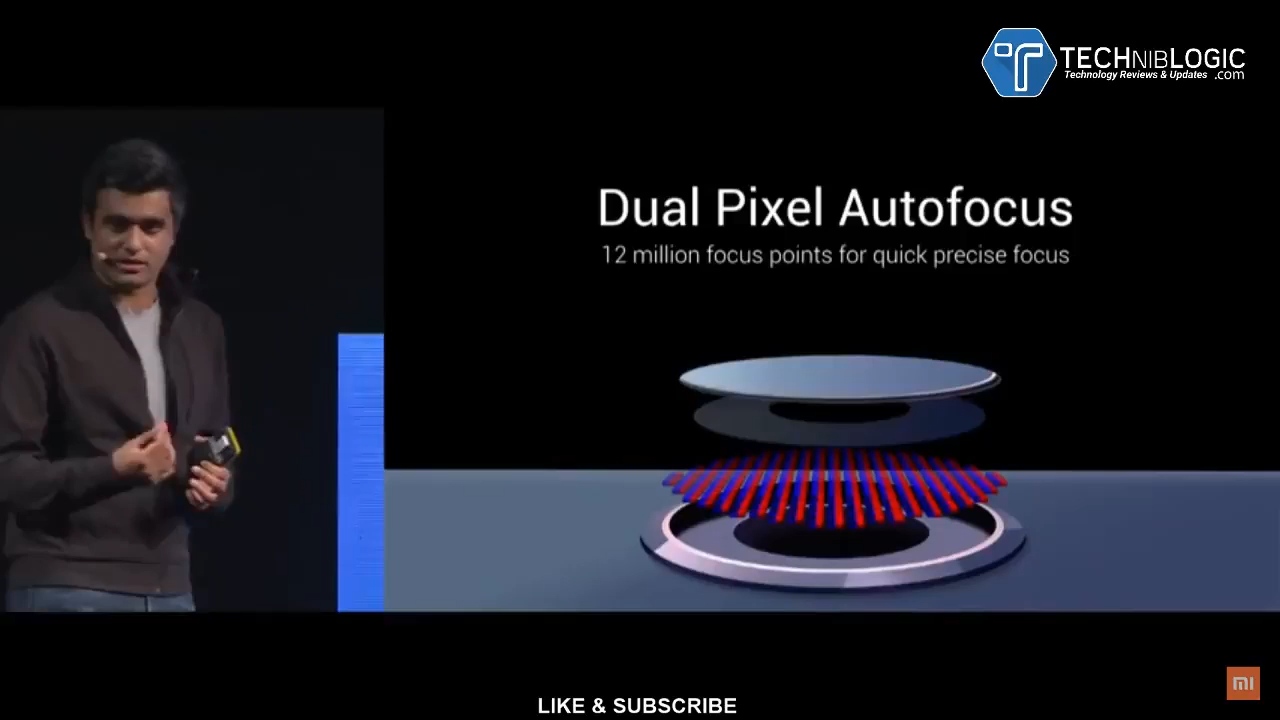 TECHNIBLOGIC
Technology Reviews & Updates .com
Dual Pixel Autofocus
12 million focus points for quick precise focus
LIKE & SUBSCRIBE
MI